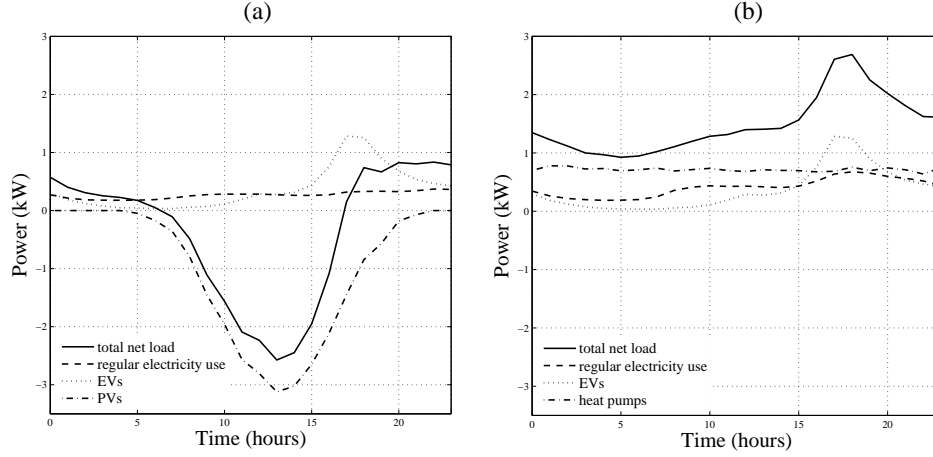 (a)
3
2
1
0
−1
−2
−3
0
5
10
15
20
Power (kW)
Time (hours)
total net load
regular electricity use
EVs
PVs
(b)
3
2
1
0
−1
−2
−3
0
5
10
15
20
Power (kW)
Time (hours)
total net load
regular electricity use
EVs
heat pumps